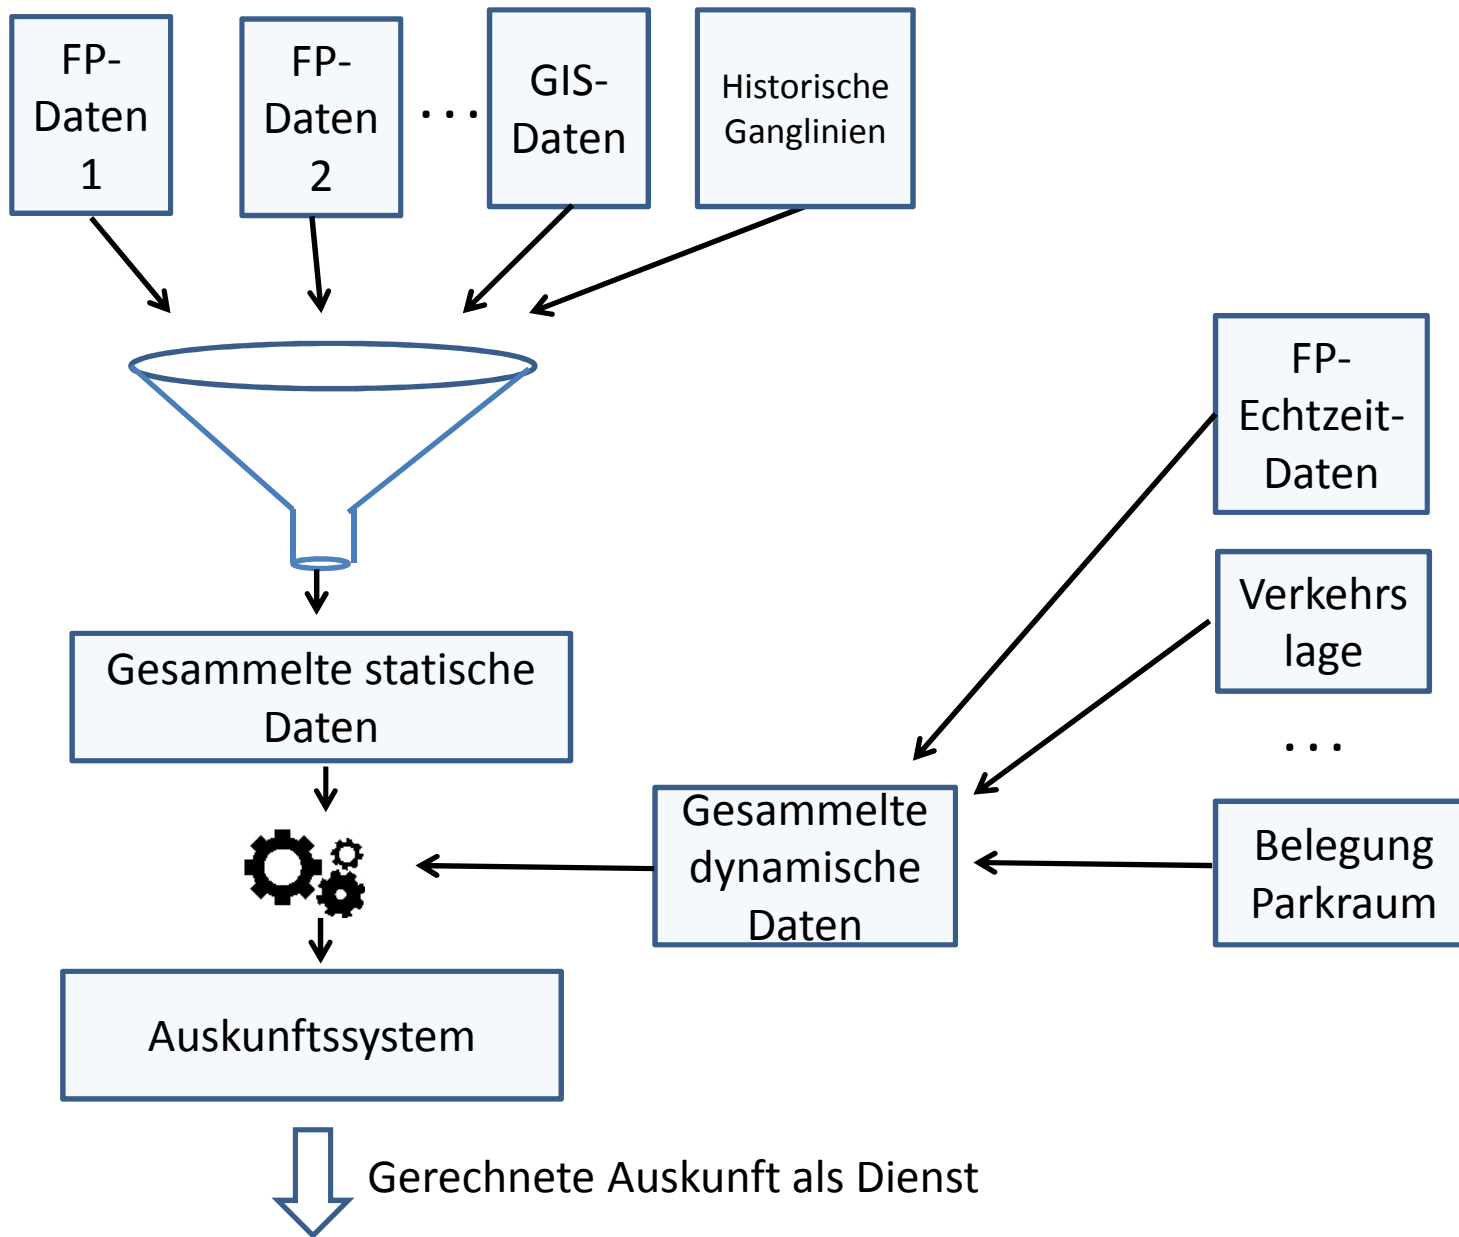 FP-
Daten
1
FP-
Daten
2
...
GIS-
Daten
Historische
Ganglinien
FP-
Echtzeit-
Daten
Verkehrs
lage
...
Belegung
Parkraum
Gesammelte statische
Daten
Gesammelte
dynamische
Daten
Auskunftssystem
Gerechnete Auskunft als Dienst